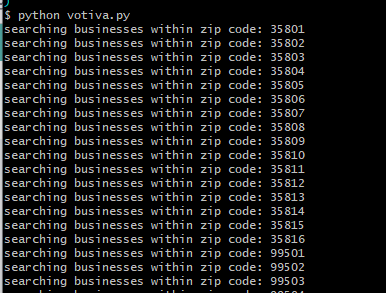 $ python votiva.py
searching businesses within zip code: 35801
searching businesses within zip code: 35802
searching businesses within zip code: 35803
searching businesses within zip code: 35804
searching businesses within zip code: 35805
searching businesses within zip code: 35806
searching businesses within zip code: 35807
searching businesses within zip code: 35808
searching businesses within zip code: 35809
searching businesses within zip code: 35810
searching businesses within zip code: 35811
searching businesses within zip code: 35812
searching businesses within zip code: 35813
searching businesses within zip code: 35814
searching businesses within zip code: 35815
searching businesses within zip code: 35816
searching businesses within zip code: 99501
searching businesses within zip code: 99502
searching businesses within zip code: 99503